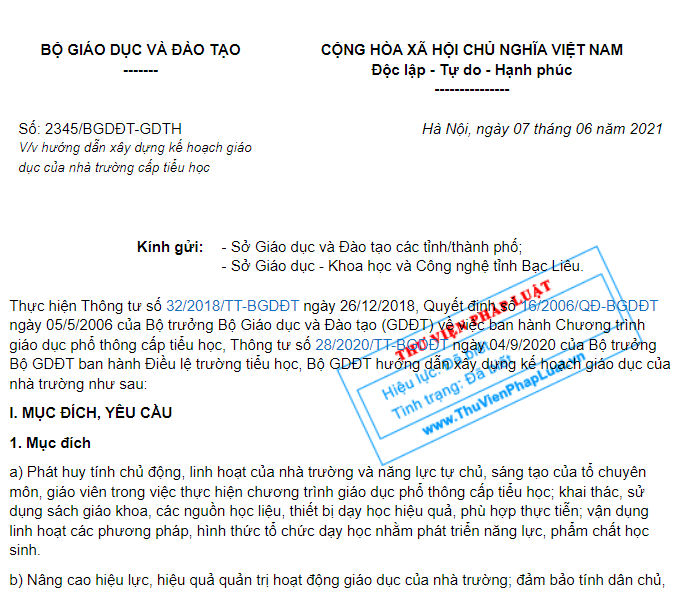 BỘ GIÁO DỤC VÀ ĐÀO TẠO
-------
CỘNG HÒA XÃ HỘI CHỦ NGHĨA VIỆT NAM
Độc lập - Tự do - Hạnh phúc
---------------
Số: 2345/BGDĐT-GDTH
V/v hướng dẫn xây dựng kế hoạch giáo
dục của nhà trường cấp tiểu học
Hà Nội, ngày 07 tháng 06 năm 2021
Kính gửi: - Sở Giáo dục và Đào tạo các tỉnh/thành phố;
- Sở Giáo dục - Khoa học và Công nghệ tỉnh Bạc Liêu.
Thực hiện Thông tư số 32/2018/TT-BGDĐT ngày 26/12/2018, Quyết định số 16/2006/QĐ-BGDĐT
ngày 05/5/2006 của Bộ trưởng Bộ Giáo dục và Đào tạo (GDĐT) về việc ban hành Chương trình
giáo dục phổ thông cấp tiểu học, Thông tư số 28/2020/TT-BGDĐT ngày 04/9/2020 của Bộ trưởng
Bộ GDĐT ban hành Điều lệ trường tiểu học, Bộ GDĐT hướng dẫn xây dựng kế hoạch giáo dục của
nhà trường như sau:
THƯ VIỆN PHÁP LUẬT
Hiệu lực: Đã biết
Tình trạng: Đã biết
www.ThuVienPhapLuat.vn
I. MỤC ĐÍCH, YÊU CẦU
1. Mục đích
a) Phát huy tính chủ động, linh hoạt của nhà trường và năng lực tự chủ, sáng tạo của tổ chuyên
môn, giáo viên trong việc thực hiện chương trình giáo dục phổ thông cấp tiểu học; khai thác, sử
dụng sách giáo khoa, các nguồn học liệu, thiết bị dạy học hiệu quả, phù hợp thực tiễn; vận dụng
linh hoạt các phương pháp, hình thức tổ chức dạy học nhằm phát triển năng lực, phẩm chất học
sinh.
b) Nâng cao hiệu lực, hiệu quả quản trị hoạt động giáo dục của nhà trường; đảm bảo tính dân chủ,